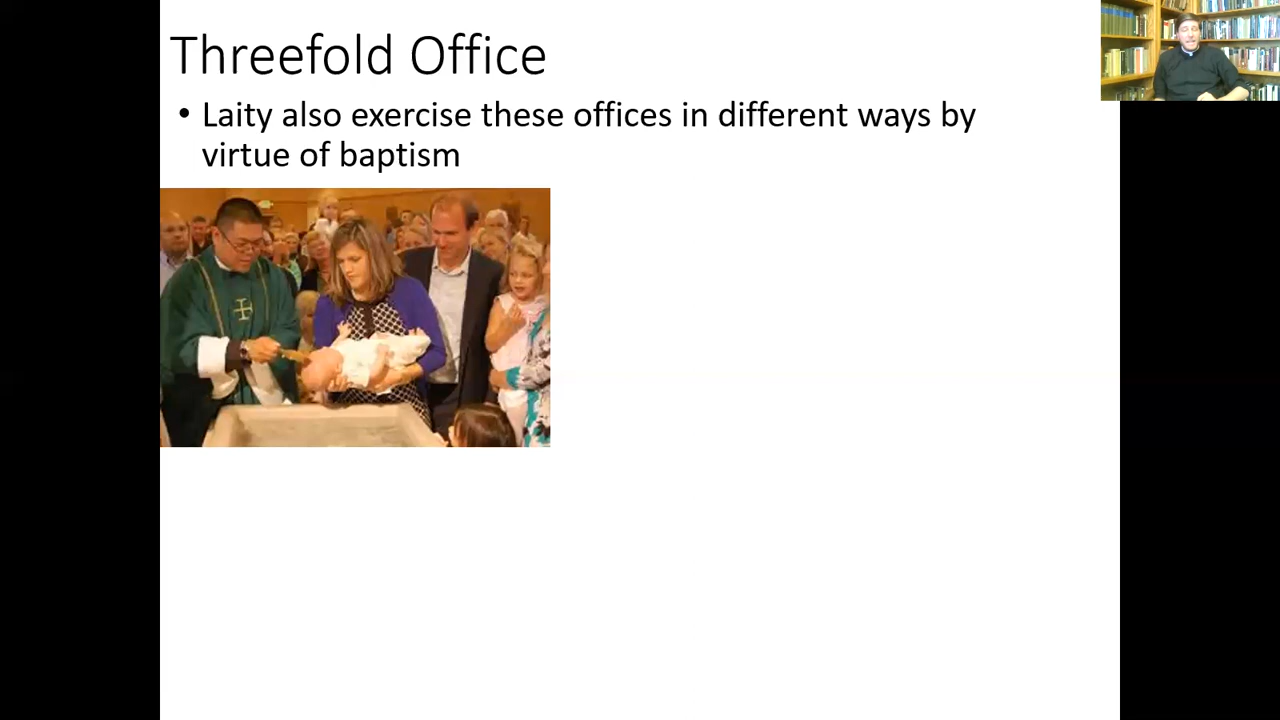 Threefold Office
• Laity also exercise these offices in different ways by
virtue of baptism